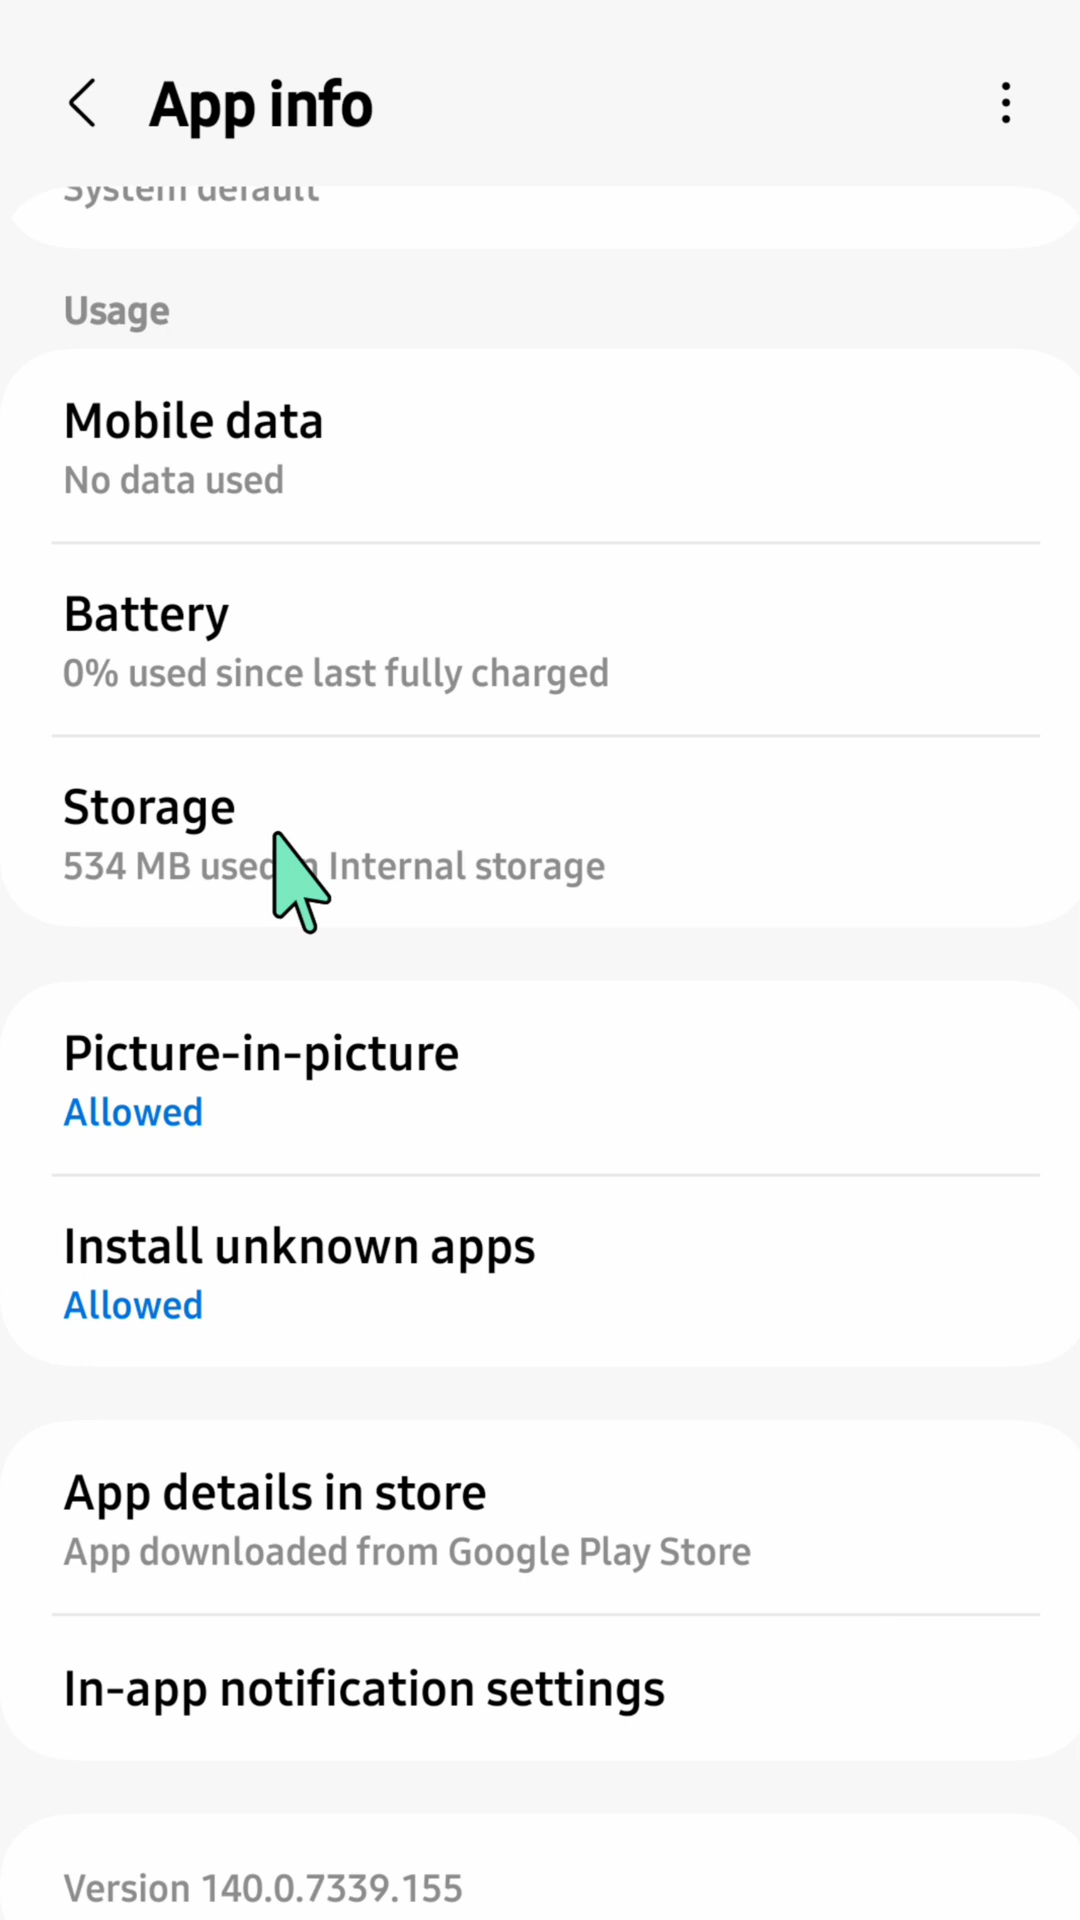 App info
System default
Usage
Mobile data
No data used
Battery
0% used since last fully charged
Storage
534 MB used Internal storage
Picture-in-picture
Allowed
Install unknown apps
Allowed
App details in store
App downloaded from Google Play Store
In-app notification settings
Version 140.0.7339.155